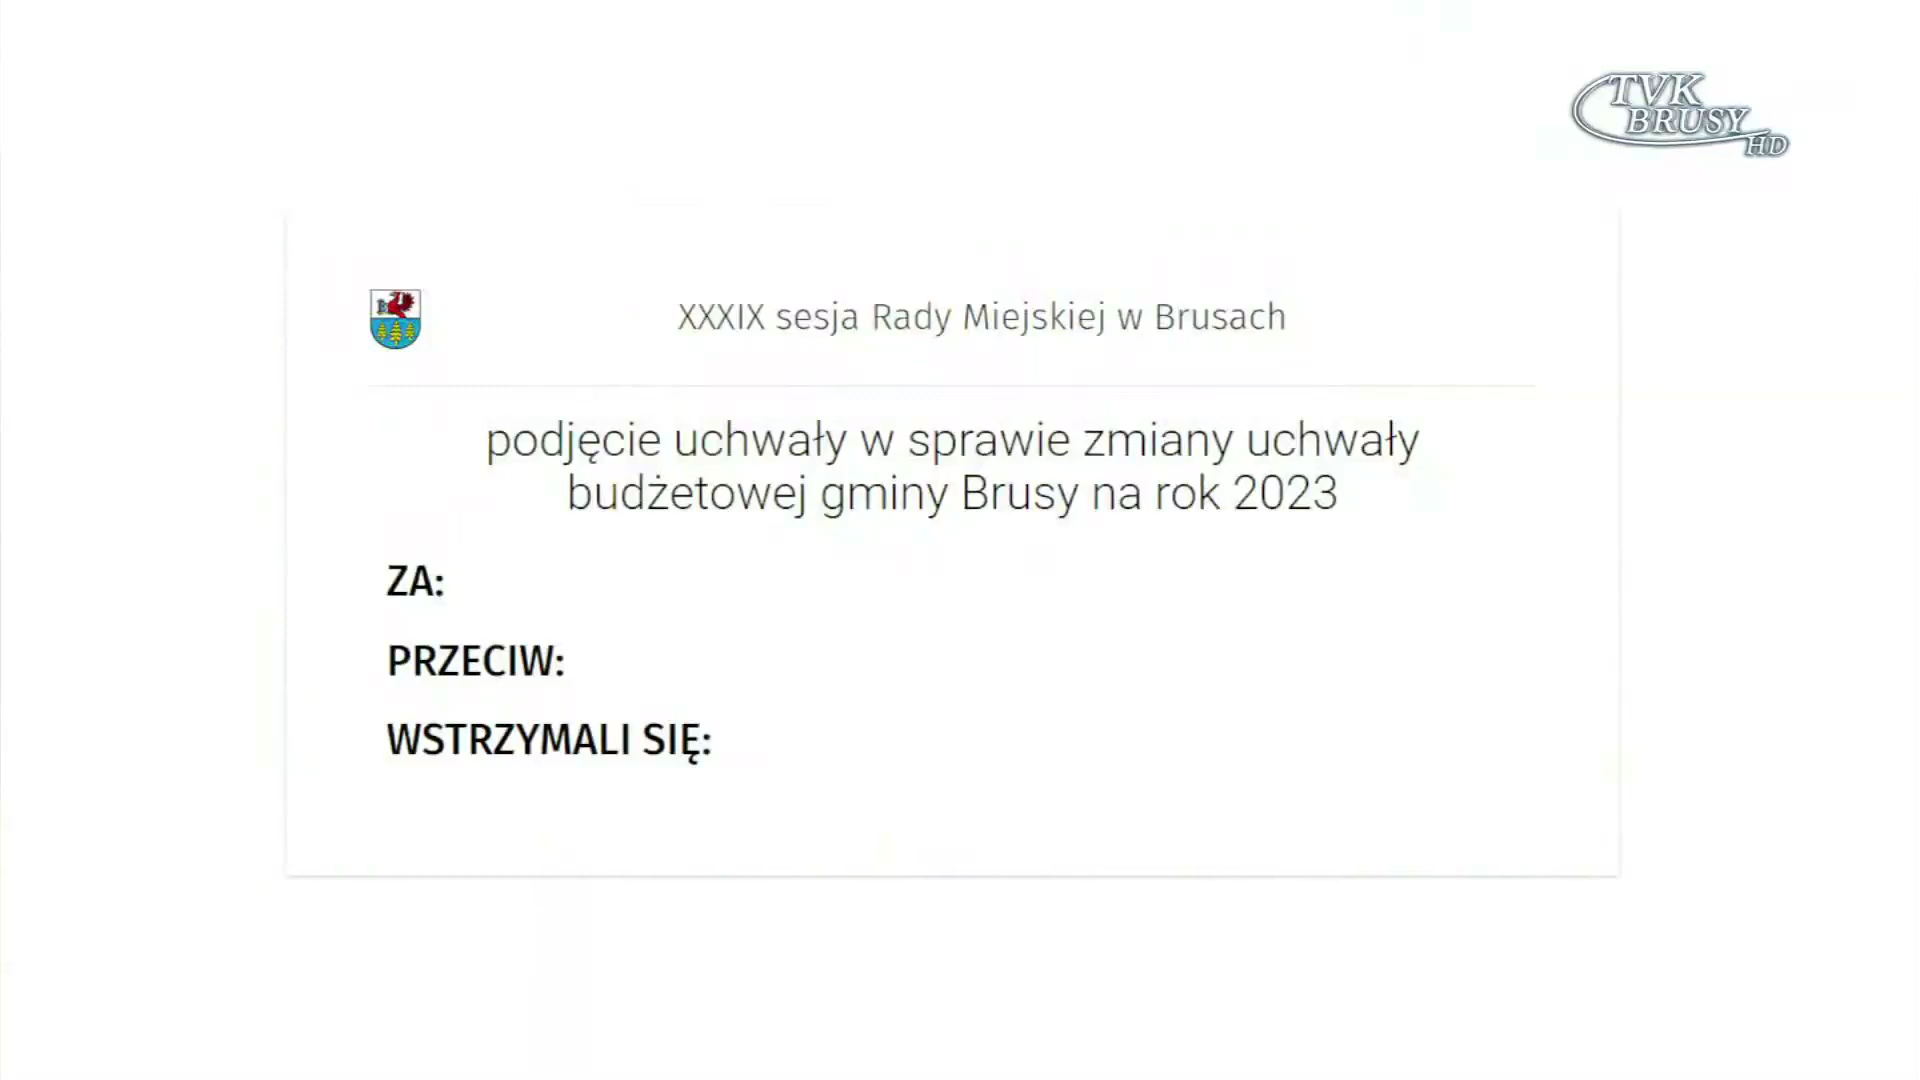 TVK
BRUSY
HD
XXXIX sesja Rady Miejskiej w Brusach
podjęcie uchwały w sprawie zmiany uchwały
budżetowej gminy Brusy na rok 2023
ZA:
PRZECIW:
WSTRZYMALI SIĘ: